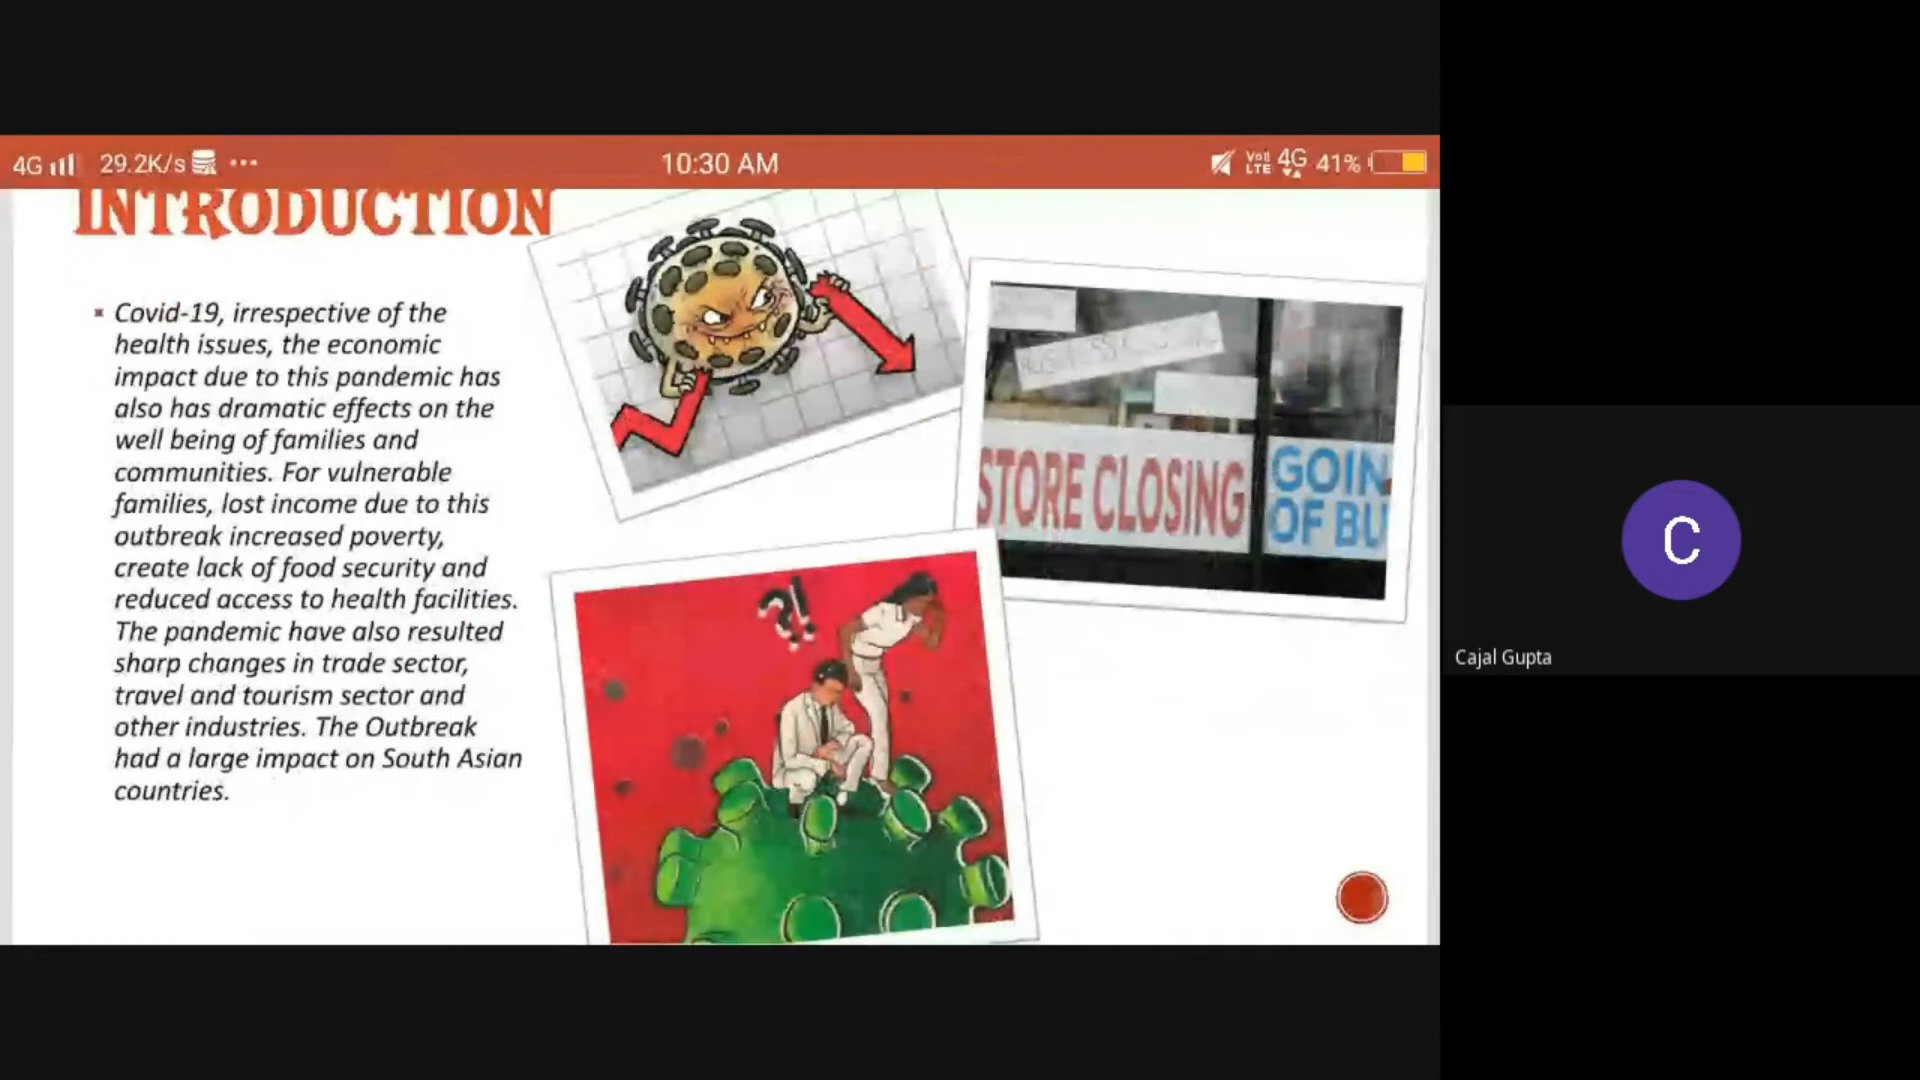 4G 29.2K/s ... 10:30 AM VoLTE 4G 41%
INTRODUCTION
Covid-19, irrespective of the
health issues, the economic
impact due to this pandemic has
also has dramatic effects on the
well being of families and
communities. For vulnerable
families, lost income due to this
outbreak increased poverty,
create lack of food security and
reduced access to health facilities.
The pandemic have also resulted
sharp changes in trade sector,
travel and tourism sector and
other industries. The Outbreak
had a large impact on South Asian
countries.
STORE CLOSING
GOIN
OF BU
?!
C
Cajal Gupta